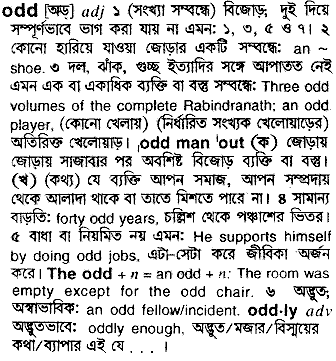 odd [অড্] adj ১ (সংখ্যা সম্বন্ধে) বিজোড়; দুই দিয়ে
সম্পূর্ণভাবে ভাগ করা যায় না এমন: ১, ৩, ৫ ও ৭। ২
কোনো হারিয়ে যাওয়া জোড়ার একটি সম্বন্ধে: an ~
shoe. ৩ দল, ঝাঁক, গুচ্ছ ইত্যাদির সঙ্গে আপাতত নেই
এমন এক বা একাধিক ব্যক্তি বা বস্তু সম্বন্ধে: Three odd
volumes of the complete Rabindranath; an odd
player, (কোনো খেলায়) (নির্ধারিত সংখ্যক খেলোয়াড়ের)
অতিরিক্ত খেলোয়াড়। odd man 'out (ক) জোড়ায়
জোড়ায় সাজাবার পর অবশিষ্ট বিজোড় ব্যক্তি বা বস্তু।
(খ) (কথ্য) যে ব্যক্তি আপন সমাজ, আপন সম্প্রদায়
থেকে আলাদা থাকে বা তাতে মিশতে পারে না। ৪ সামান্য
বাড়তি: forty odd years, চল্লিশ থেকে পঞ্চাশের ভিতর।
৫ বাধা বা নিয়মিত নয় এমন: He supports himself
by doing odd jobs, এটা-সেটা করে জীবিকা অর্জন
করে। The odd + n = an odd + n: The room was
empty except for the odd chair. ৬ অদ্ভুত;
অস্বাভাবিক: an odd fellow/incident. odd·ly adv
অদ্ভুতভাবে: oddly enough, অদ্ভুত/মজার/বিস্ময়ের
কথা/ব্যাপার এই যে . . . ।